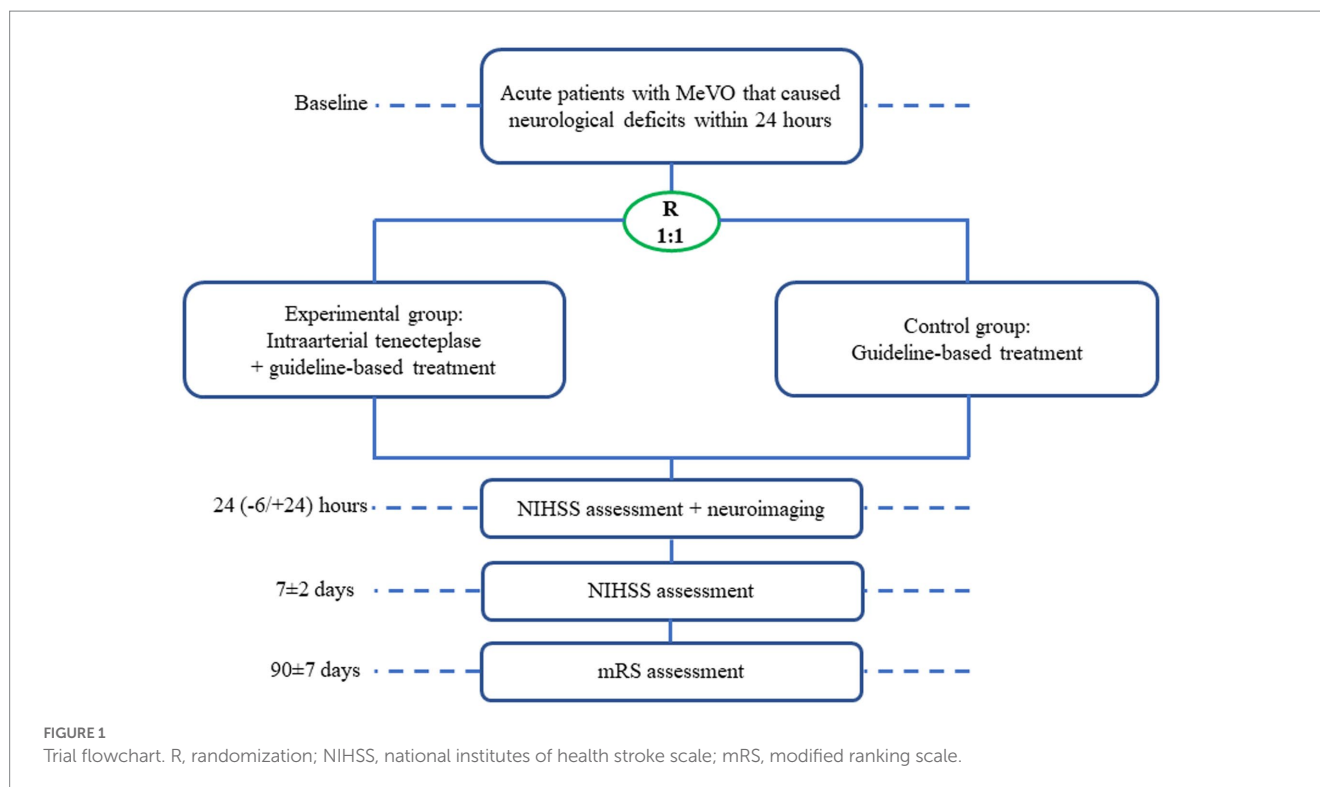 Baseline
Acute patients with MeVO that caused
neurological deficits within 24 hours
R
1:1
Experimental group:
Intraarterial tenecteplase
+ guideline-based treatment
Control group:
Guideline-based treatment
24 (-6/+24) hours
NIHSS assessment + neuroimaging
7±2 days
NIHSS assessment
90±7 days
mRS assessment
FIGURE 1
Trial flowchart. R, randomization; NIHSS, national institutes of health stroke scale; mRS, modified ranking scale.